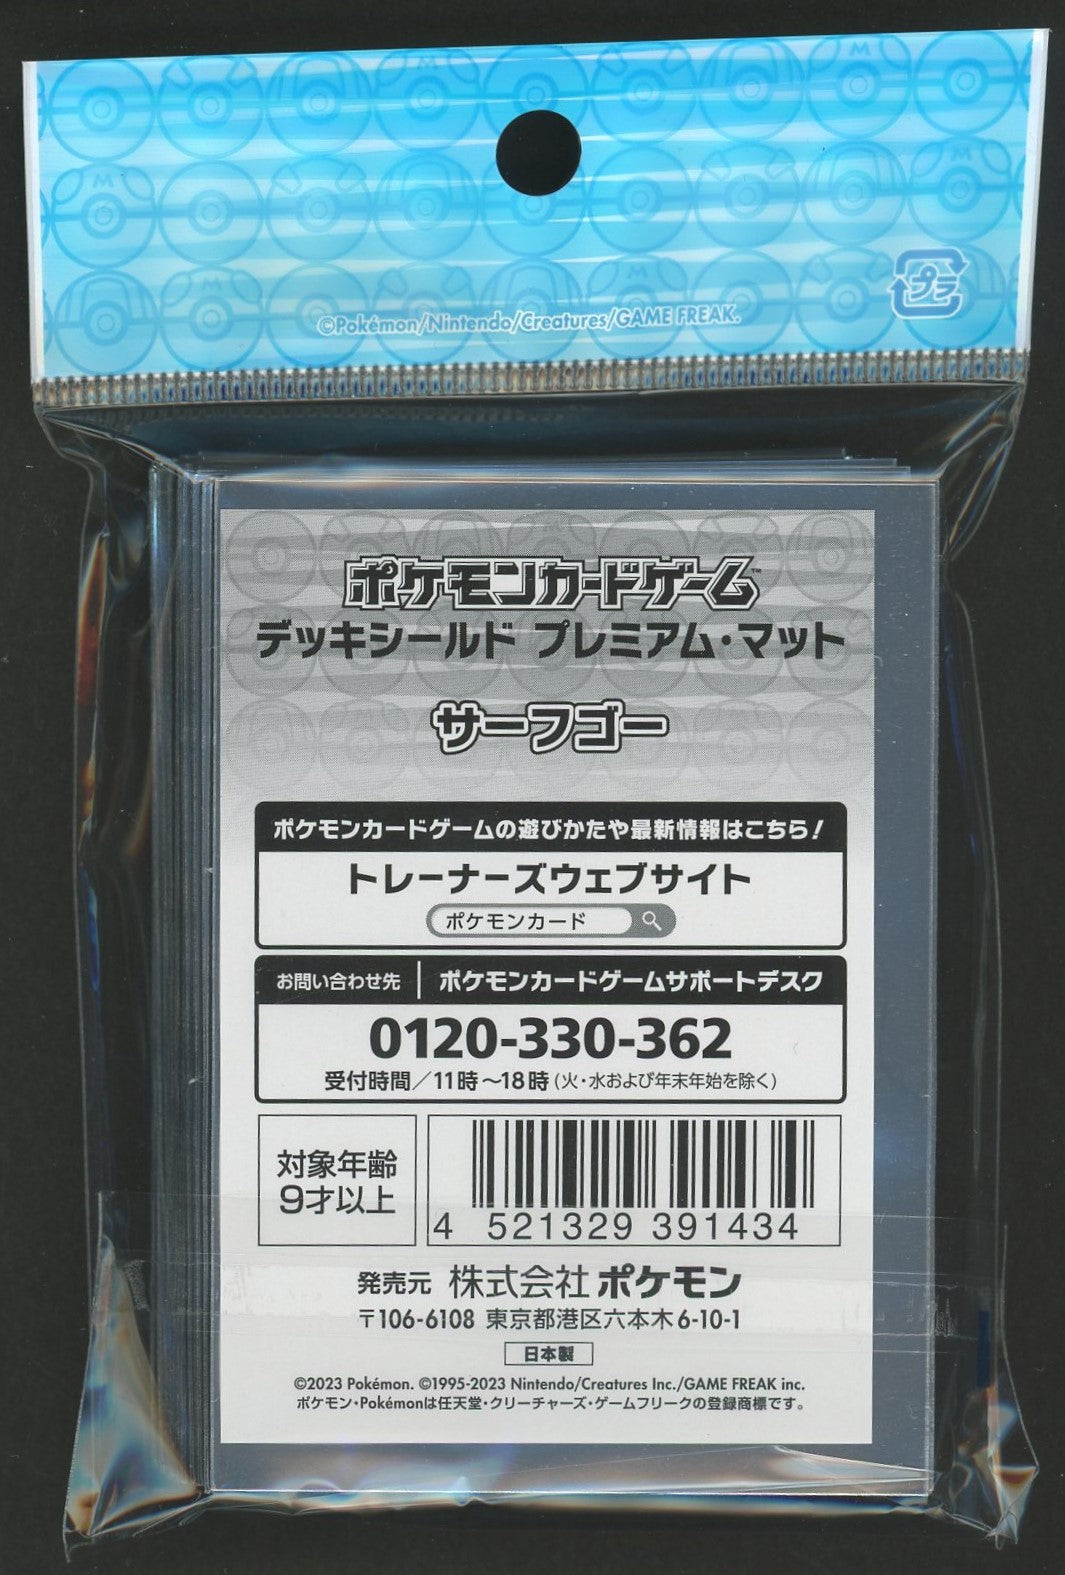 ©Pokémon/Nintendo/Creatures/GAME FREAK.
プラ
ポケモンカードゲーム™
デッキシールド プレミアム・マット
サーフゴー
ポケモンカードゲームの遊びかたや最新情報はこちら!
トレーナーズウェブサイト
ポケモンカード
お問い合わせ先 ポケモンカードゲームサポートデスク
0120-330-362
受付時間/11時~18時(火・水および年末年始を除く)
対象年齢
9才以上
4 521329 391434
発売元 株式会社 ポケモン
〒106-6108 東京都港区六本木6-10-1
日本製
©2023 Pokémon. ©1995-2023 Nintendo/Creatures Inc./GAME FREAK inc.
ポケモン・Pokémonは任天堂・クリーチャーズ・ゲームフリークの登録商標です。